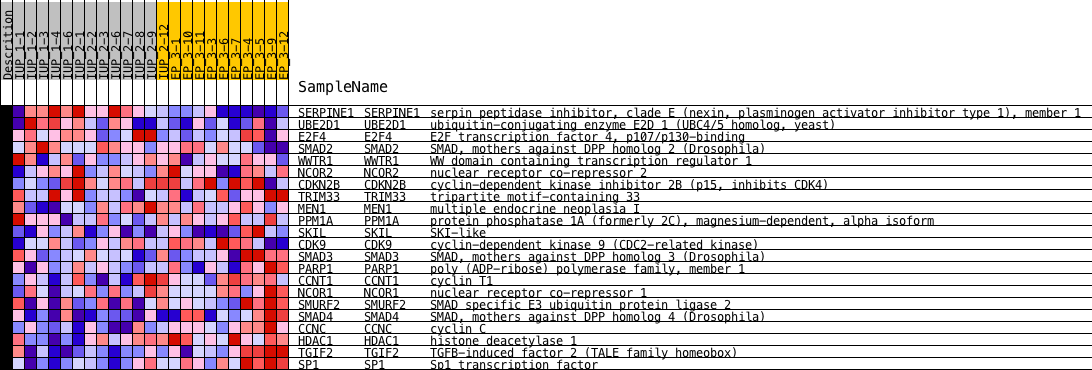 Descrition
IUP_1-1
IUP_1-2
IUP_1-3
IUP_1-4
IUP_1-6
IUP_2-1
IUP_2-2
IUP_2-3
IUP_2-6
IUP_2-7
IUP_2-8
IUP_2-9
IUP_2-12
EP_3-1
EP_3-10
EP_3-11
EP_3-3
EP_3-6
EP_3-7
EP_3-4
EP_3-5
EP_3-9
EP_3-12
SampleName
SERPINE1 SERPINE1 serpin peptidase inhibitor, clade E (nexin, plasminogen activator inhibitor type 1), member 1
UBE2D1 UBE2D1 ubiquitin-conjugating enzyme E2D 1 (UBC4/5 homolog, yeast)
E2F4 E2F4 E2F transcription factor 4, p107/p130-binding
SMAD2 SMAD2 SMAD, mothers against DPP homolog 2 (Drosophila)
WWTR1 WWTR1 WW domain containing transcription regulator 1
NCOR2 NCOR2 nuclear receptor co-repressor 2
CDKN2B CDKN2B cyclin-dependent kinase inhibitor 2B (p15, inhibits CDK4)
TRIM33 TRIM33 tripartite motif-containing 33
MEN1 MEN1 multiple endocrine neoplasia I
PPM1A PPM1A protein phosphatase 1A (formerly 2C), magnesium-dependent, alpha isoform
SKIL SKIL SKI-like
CDK9 CDK9 cyclin-dependent kinase 9 (CDC2-related kinase)
SMAD3 SMAD3 SMAD, mothers against DPP homolog 3 (Drosophila)
PARP1 PARP1 poly (ADP-ribose) polymerase family, member 1
CCNT1 CCNT1 cyclin T1
NCOR1 NCOR1 nuclear receptor co-repressor 1
SMURF2 SMURF2 SMAD specific E3 ubiquitin protein ligase 2
SMAD4 SMAD4 SMAD, mothers against DPP homolog 4 (Drosophila)
CCNC CCNC cyclin C
HDAC1 HDAC1 histone deacetylase 1
TGIF2 TGIF2 TGFB-induced factor 2 (TALE family homeobox)
SP1 SP1 Sp1 transcription factor